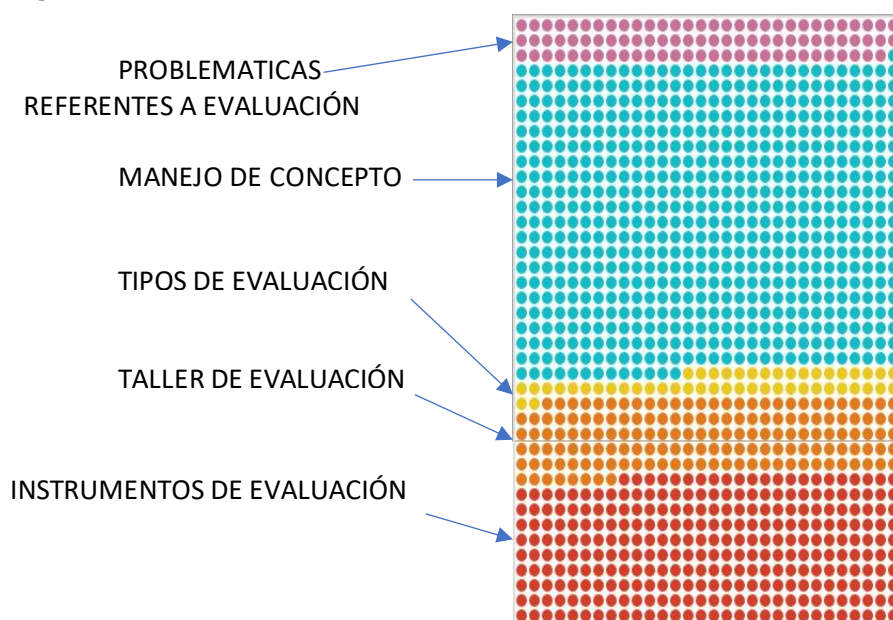 PROBLEMATICAS
REFERENTES A EVALUACIÓN
MANEJO DE CONCEPTO
TIPOS DE EVALUACIÓN
TALLER DE EVALUACIÓN
INSTRUMENTOS DE EVALUACIÓN